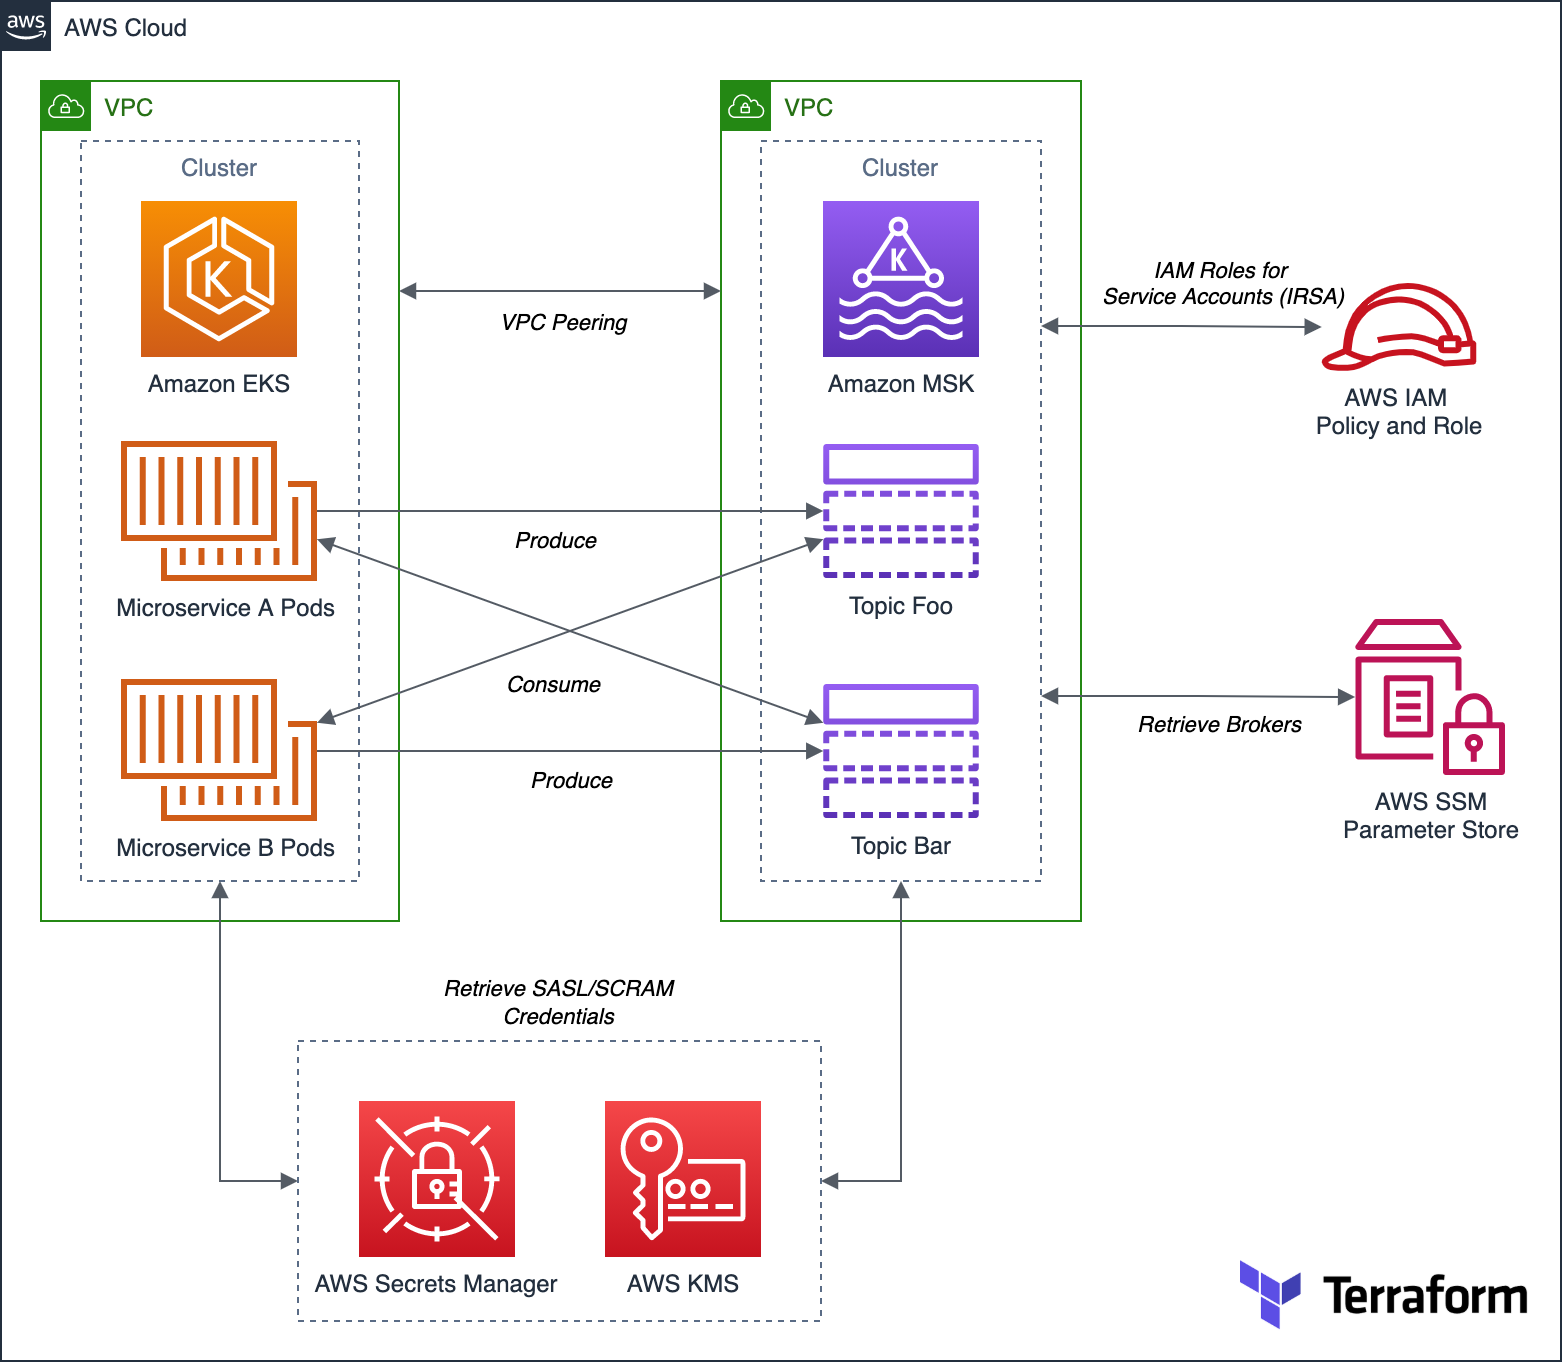 aws
AWS Cloud
VPC
VPC
Cluster
Cluster
K
K
Amazon EKS
Amazon MSK
VPC Peering
IAM Roles for
Service Accounts (IRSA)
AWS IAM
Policy and Role
Produce
Microservice A Pods
Topic Foo
Consume
Retrieve Brokers
Produce
AWS SSM
Parameter Store
Microservice B Pods
Topic Bar
Retrieve SASL/SCRAM
Credentials
AWS Secrets Manager
AWS KMS
Terraform